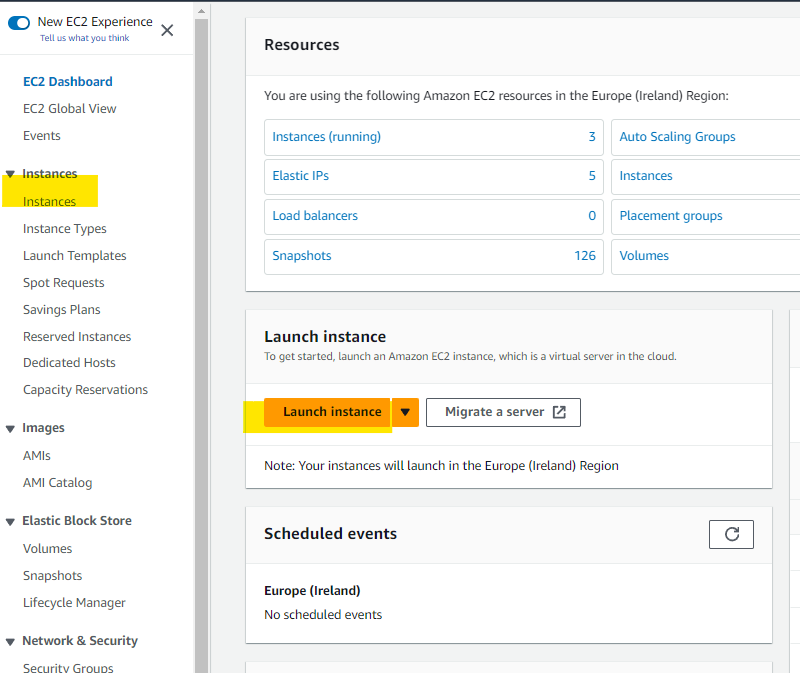 New EC2 Experience
Tell us what you think
EC2 Dashboard
EC2 Global View
Events
Instances
Instances
Instance Types
Launch Templates
Spot Requests
Savings Plans
Reserved Instances
Dedicated Hosts
Capacity Reservations
Images
AMIs
AMI Catalog
Elastic Block Store
Volumes
Snapshots
Lifecycle Manager
Network & Security
Security Groups
Resources
You are using the following Amazon EC2 resources in the Europe (Ireland) Region:
Instances (running) 3 Auto Scaling Groups
Elastic IPs 5 Instances
Load balancers 0 Placement groups
Snapshots 126 Volumes
Launch instance
To get started, launch an Amazon EC2 instance, which is a virtual server in the cloud.
Launch instance Migrate a server
Note: Your instances will launch in the Europe (Ireland) Region
Scheduled events
Europe (Ireland)
No scheduled events